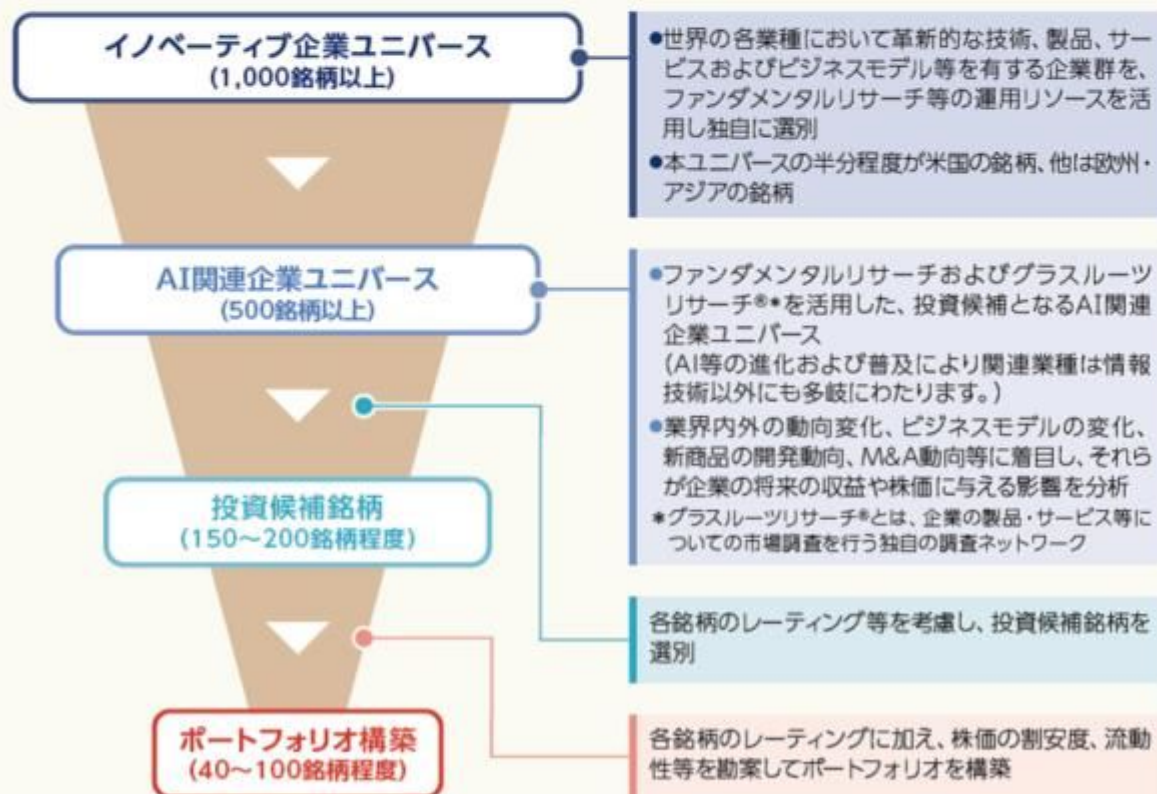 イノベーティブ企業ユニバース
(1,000銘柄以上)
●世界の各業種において革新的な技術、製品、サー
ビスおよびビジネスモデル等を有する企業群を、
ファンダメンタルリサーチ等の運用リソースを活
用し独自に選別
●本ユニバースの半分程度が米国の銘柄、他は欧州・
アジアの銘柄
AI関連企業ユニバース
(500銘柄以上)
●ファンダメンタルリサーチおよびグラスルーツ
リサーチ®*を活用した、投資候補となるAI関連
企業ユニバース
(AI等の進化および普及により関連業種は情報
技術以外にも多岐にわたります。)
●業界内外の動向変化、ビジネスモデルの変化、
新商品の開発動向、M&A動向等に着目し、それら
が企業の将来の収益や株価に与える影響を分析
*グラスルーツリサーチ®とは、企業の製品・サービス等に
ついての市場調査を行う独自の調査ネットワーク
投資候補銘柄
(150～200銘柄程度)
各銘柄のレーティング等を考慮し、投資候補銘柄を
選別
ポートフォリオ構築
(40～100銘柄程度)
各銘柄のレーティングに加え、株価の割安度、流動
性等を勘案してポートフォリオを構築